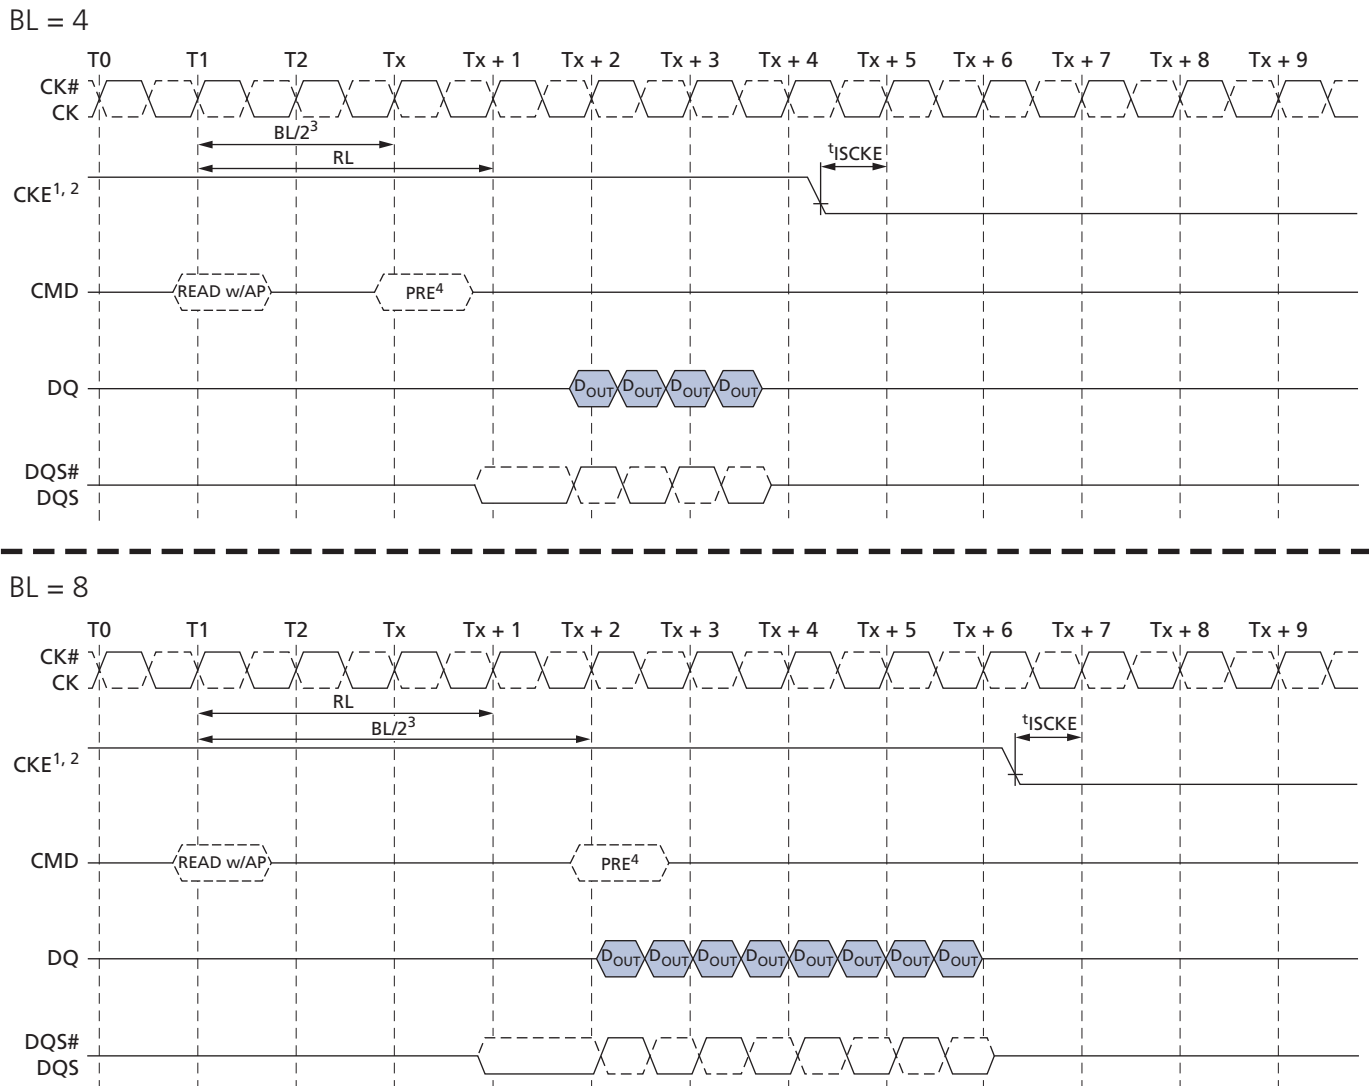 BL = 4
T0 T1 T2 Tx Tx + 1 Tx + 2 Tx + 3 Tx + 4 Tx + 5 Tx + 6 Tx + 7 Tx + 8 Tx + 9
CK#
CK
BL/2³
RL
tISCKE
CKE1, 2
CMD READ w/AP PRE4
DQ DOUT DOUT DOUT DOUT
DQS#
DQS
BL = 8
T0 T1 T2 Tx Tx + 1 Tx + 2 Tx + 3 Tx + 4 Tx + 5 Tx + 6 Tx + 7 Tx + 8 Tx + 9
CK#
CK
RL
BL/2³
tISCKE
CKE1, 2
CMD READ w/AP PRE4
DQ DOUT DOUT DOUT DOUT DOUT DOUT DOUT DOUT
DQS#
DQS